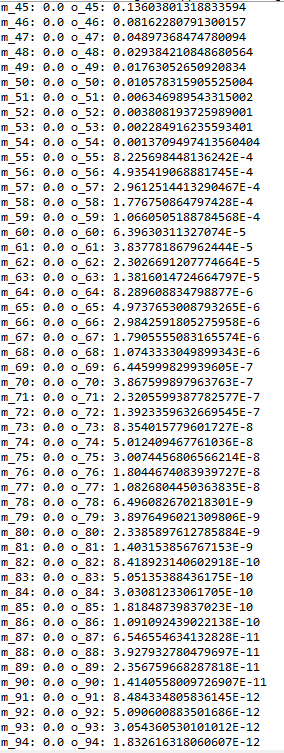 m_45: 0.0 o_45: 0.13603801318833594
m_46: 0.0 o_46: 0.08162280791300157
m_47: 0.0 o_47: 0.04897368474780094
m_48: 0.0 o_48: 0.029384210848680564
m_49: 0.0 o_49: 0.01763052650920834
m_50: 0.0 o_50: 0.010578315905525004
m_51: 0.0 o_51: 0.006346989543315002
m_52: 0.0 o_52: 0.003808193725989001
m_53: 0.0 o_53: 0.002284916235593401
m_54: 0.0 o_54: 0.0013709497413560404
m_55: 0.0 o_55: 8.225698448136242E-4
m_56: 0.0 o_56: 4.935419068881745E-4
m_57: 0.0 o_57: 2.9612514413290467E-4
m_58: 0.0 o_58: 1.776750864797428E-4
m_59: 0.0 o_59: 1.0660505188784568E-4
m_60: 0.0 o_60: 6.39630311327074E-5
m_61: 0.0 o_61: 3.837781867962444E-5
m_62: 0.0 o_62: 2.3026691207774664E-5
m_63: 0.0 o_63: 1.3816014724664797E-5
m_64: 0.0 o_64: 8.289608834798877E-6
m_65: 0.0 o_65: 4.9737653008793265E-6
m_66: 0.0 o_66: 2.9842591805275958E-6
m_67: 0.0 o_67: 1.7905555083165574E-6
m_68: 0.0 o_68: 1.0743333049899343E-6
m_69: 0.0 o_69: 6.445999829939605E-7
m_70: 0.0 o_70: 3.867599897963763E-7
m_71: 0.0 o_71: 2.3205599387782577E-7
m_72: 0.0 o_72: 1.3923359632669545E-7
m_73: 0.0 o_73: 8.354015779601727E-8
m_74: 0.0 o_74: 5.012409467761036E-8
m_75: 0.0 o_75: 3.0074456806566214E-8
m_76: 0.0 o_76: 1.8044674083939727E-8
m_77: 0.0 o_77: 1.0826804450363835E-8
m_78: 0.0 o_78: 6.496082670218301E-9
m_79: 0.0 o_79: 3.8976496021309806E-9
m_80: 0.0 o_80: 2.3385897612785884E-9
m_81: 0.0 o_81: 1.403153856767153E-9
m_82: 0.0 o_82: 8.418923140602918E-10
m_83: 0.0 o_83: 5.05135388436175E-10
m_84: 0.0 o_84: 3.03081233061705E-10
m_85: 0.0 o_85: 1.81848739837023E-10
m_86: 0.0 o_86: 1.091092439022138E-10
m_87: 0.0 o_87: 6.546554634132828E-11
m_88: 0.0 o_88: 3.927932780479697E-11
m_89: 0.0 o_89: 2.356759668287818E-11
m_90: 0.0 o_90: 1.4140558009726907E-11
m_91: 0.0 o_91: 8.484334805836145E-12
m_92: 0.0 o_92: 5.090600883501686E-12
m_93: 0.0 o_93: 3.054360530101012E-12
m_94: 0.0 o_94: 1.8326163180606607E-12